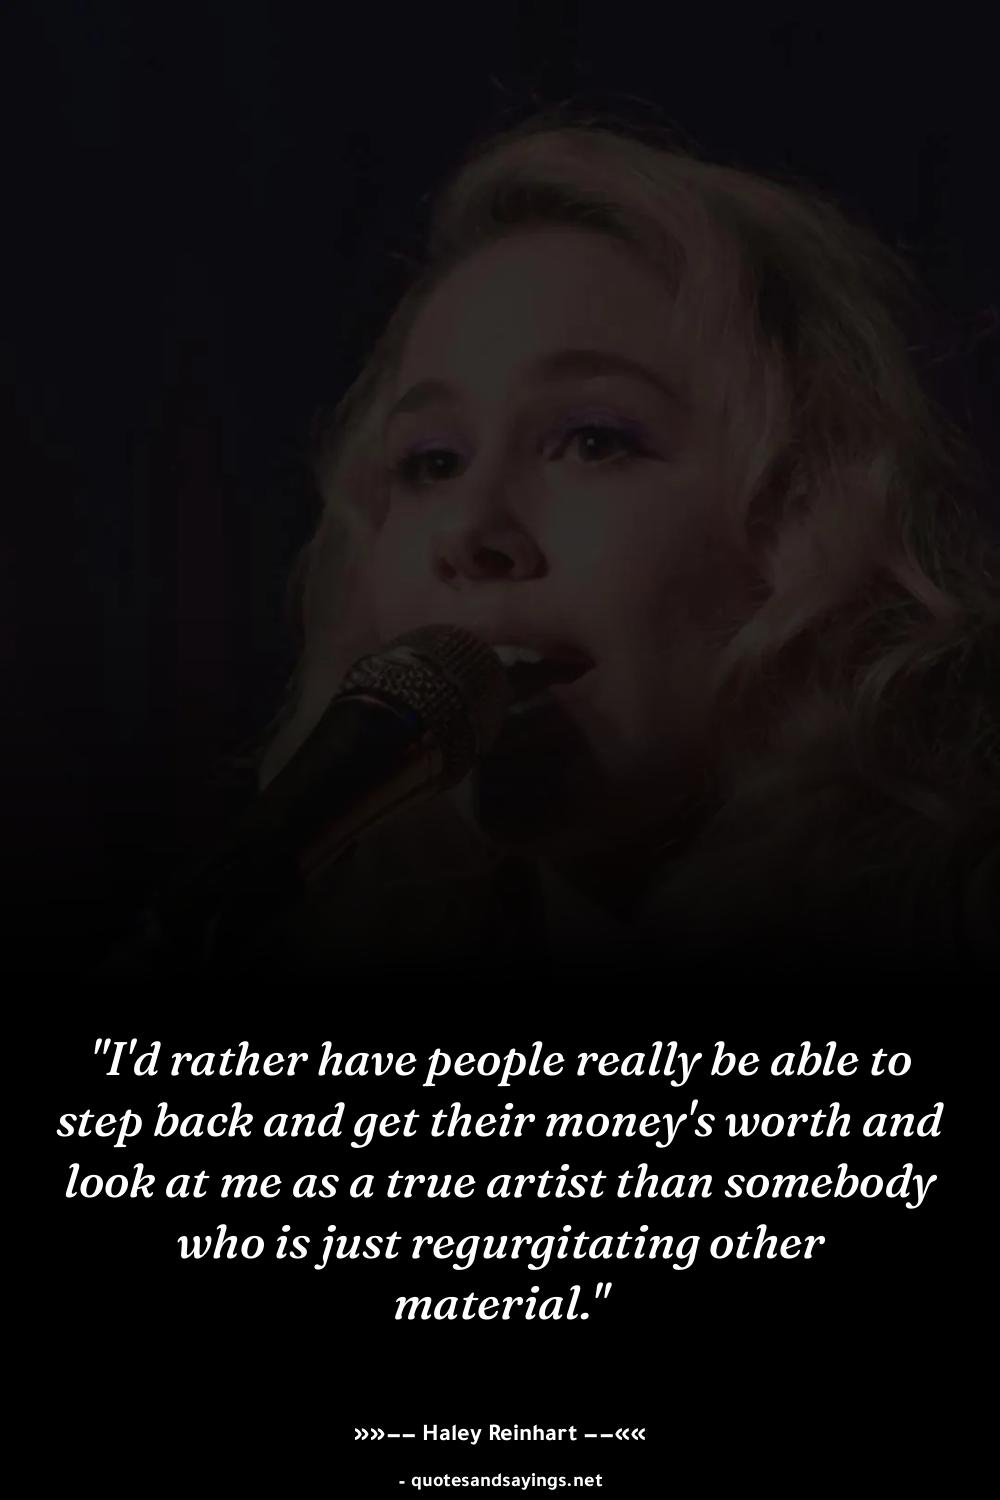 "I'd rather have people really be able to
step back and get their money's worth and
look at me as a true artist than somebody
who is just regurgitating other
material."
»»–– Haley Reinhart ––««
- quotesandsayings.net